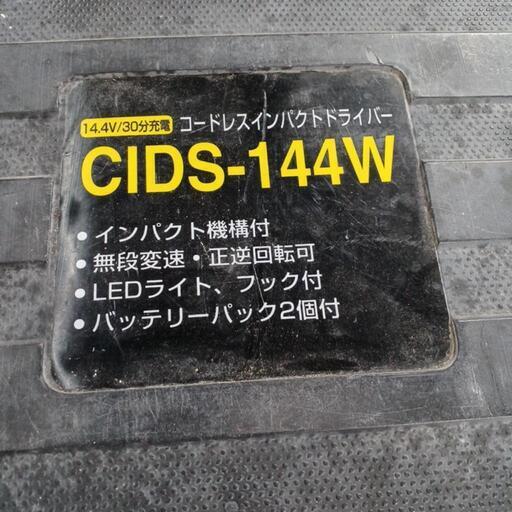 14.4V/30分充電 コードレスインパクトドライバー
CIDS-144W
• インパクト機構付
• 無段変速・正逆回転可
• LEDライト、フック付
• バッテリーパック2個付